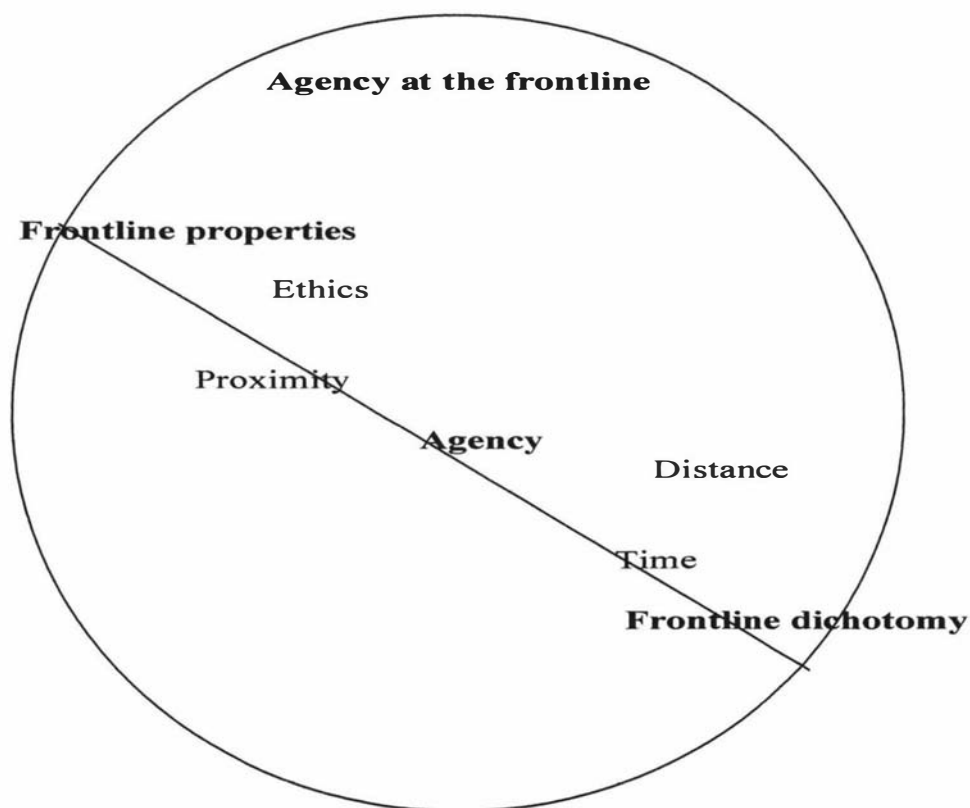 Agency at the frontline
Frontline properties
Ethics
Proximity
Agency
Distance
Time
Frontline dichotomy